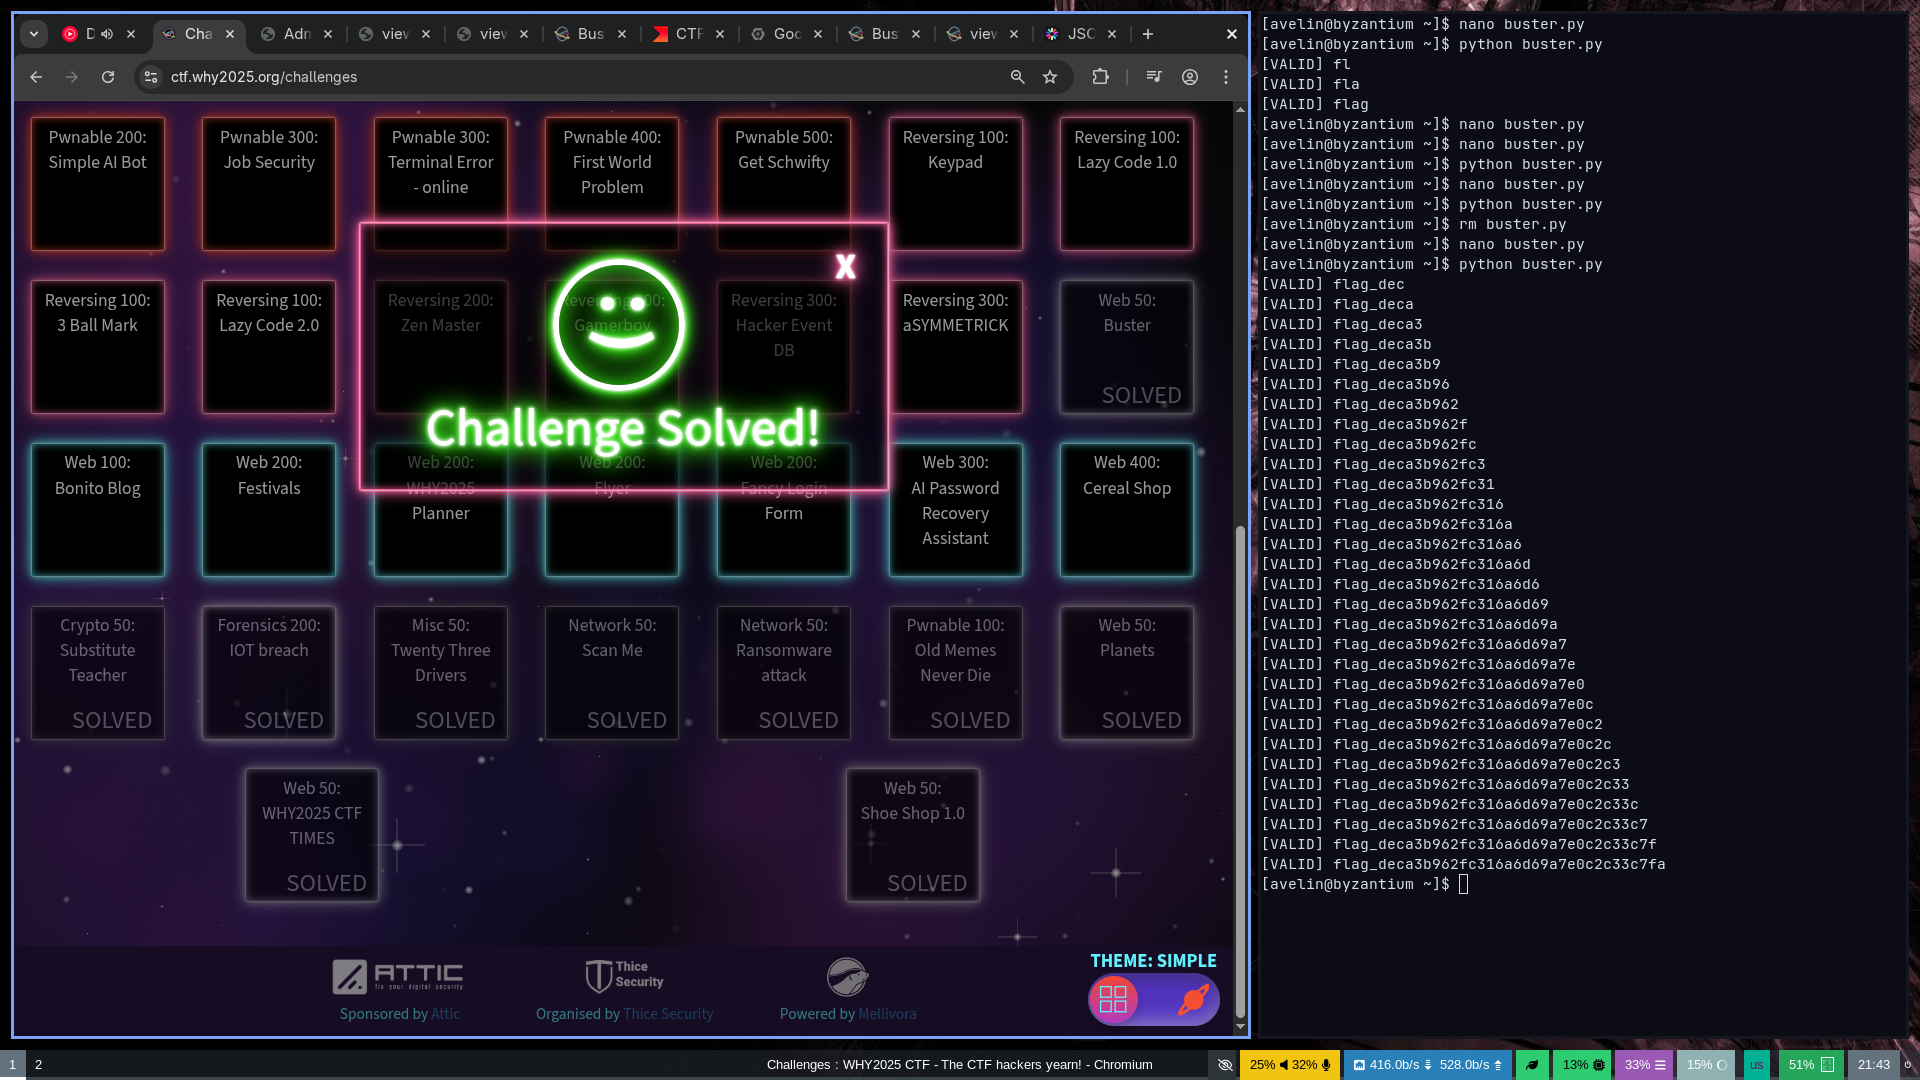 D
Cha
Adn
viev
viev
Bus
CTF
Goo
Bus
view
JSO
ctf.why2025.org/challenges
Pwnable 200:
Simple AI Bot
Pwnable 300:
Job Security
Pwnable 300:
Terminal Error
- online
Pwnable 400:
First World
Problem
Pwnable 500:
Get Schwifty
Reversing 100:
Keypad
Reversing 100:
Lazy Code 1.0
Reversing 100:
3 Ball Mark
Reversing 100:
Lazy Code 2.0
Reversing 200:
Zen Master
Gamerboy
Reversing 300:
Hacker Event
DB
Reversing 300:
aSYMMETRICK
Web 50:
Buster
SOLVED
X
Challenge Solved!
Web 100:
Bonito Blog
Web 200:
Festivals
Web 200:
WHY2025
Planner
Web 200:
Flyer
Web 200:
Fancy Login
Form
Web 300:
AI Password
Recovery
Assistant
Web 400:
Cereal Shop
Crypto 50:
Substitute
Teacher
SOLVED
Forensics 200:
IOT breach
SOLVED
Misc 50:
Twenty Three
Drivers
SOLVED
Network 50:
Scan Me
SOLVED
Network 50:
Ransomware
attack
SOLVED
Pwnable 100:
Old Memes
Never Die
SOLVED
Web 50:
Planets
SOLVED
Web 50:
WHY2025 CTF
TIMES
SOLVED
Web 50:
Shoe Shop 1.0
SOLVED
ATTIC
fix your digital security
Sponsored by Attic
Thice
Security
Organised by Thice Security
Powered by Mellivora
THEME: SIMPLE
[avelin@byzantium ~]$ nano buster.py
[avelin@byzantium ~]$ python buster.py
[VALID] fl
[VALID] fla
[VALID] flag
[avelin@byzantium ~]$ nano buster.py
[avelin@byzantium ~]$ nano buster.py
[avelin@byzantium ~]$ python buster.py
[avelin@byzantium ~]$ nano buster.py
[avelin@byzantium ~]$ python buster.py
[avelin@byzantium ~]$ rm buster.py
[avelin@byzantium ~]$ nano buster.py
[avelin@byzantium ~]$ python buster.py
[VALID] flag_dec
[VALID] flag_deca
[VALID] flag_deca3
[VALID] flag_deca3b
[VALID] flag_deca3b9
[VALID] flag_deca3b96
[VALID] flag_deca3b962
[VALID] flag_deca3b962f
[VALID] flag_deca3b962fc
[VALID] flag_deca3b962fc3
[VALID] flag_deca3b962fc31
[VALID] flag_deca3b962fc316
[VALID] flag_deca3b962fc316a
[VALID] flag_deca3b962fc316a6
[VALID] flag_deca3b962fc316a6d
[VALID] flag_deca3b962fc316a6d6
[VALID] flag_deca3b962fc316a6d69
[VALID] flag_deca3b962fc316a6d69a
[VALID] flag_deca3b962fc316a6d69a7
[VALID] flag_deca3b962fc316a6d69a7e
[VALID] flag_deca3b962fc316a6d69a7e0
[VALID] flag_deca3b962fc316a6d69a7e0c
[VALID] flag_deca3b962fc316a6d69a7e0c2
[VALID] flag_deca3b962fc316a6d69a7e0c2c
[VALID] flag_deca3b962fc316a6d69a7e0c2c3
[VALID] flag_deca3b962fc316a6d69a7e0c2c33
[VALID] flag_deca3b962fc316a6d69a7e0c2c33c
[VALID] flag_deca3b962fc316a6d69a7e0c2c33c7
[VALID] flag_deca3b962fc316a6d69a7e0c2c33c7f
[VALID] flag_deca3b962fc316a6d69a7e0c2c33c7fa
[avelin@byzantium ~]$
1 2 Challenges : WHY2025 CTF - The CTF hackers yearn! - Chromium 25% 32% 416.0b/s 528.0b/s 13% 33% 15% us 51% 21:43